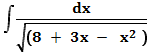 ∫ dx / √(8 + 3x − x²)